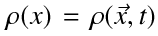 ρ(x) = ρ(x⃗, t)